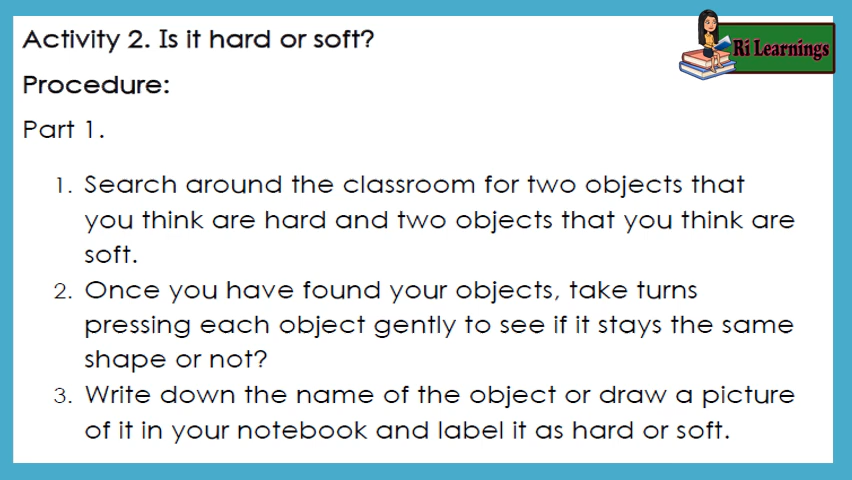 Activity 2. Is it hard or soft?
Ri Learnings
Procedure:
Part 1.
1. Search around the classroom for two objects that
you think are hard and two objects that you think are
soft.
2. Once you have found your objects, take turns
pressing each object gently to see if it stays the same
shape or not?
3. Write down the name of the object or draw a picture
of it in your notebook and label it as hard or soft.